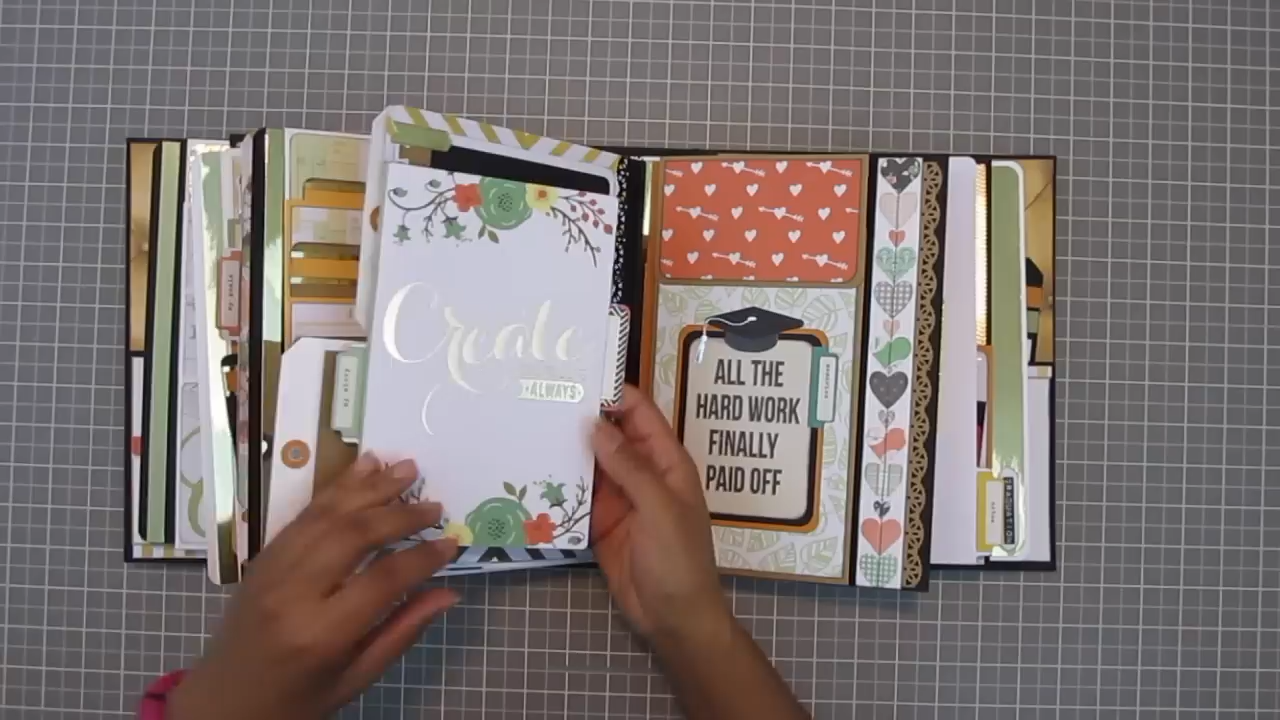 Create
ALWAYS
ALL THE
HARD WORK
FINALLY
PAID OFF